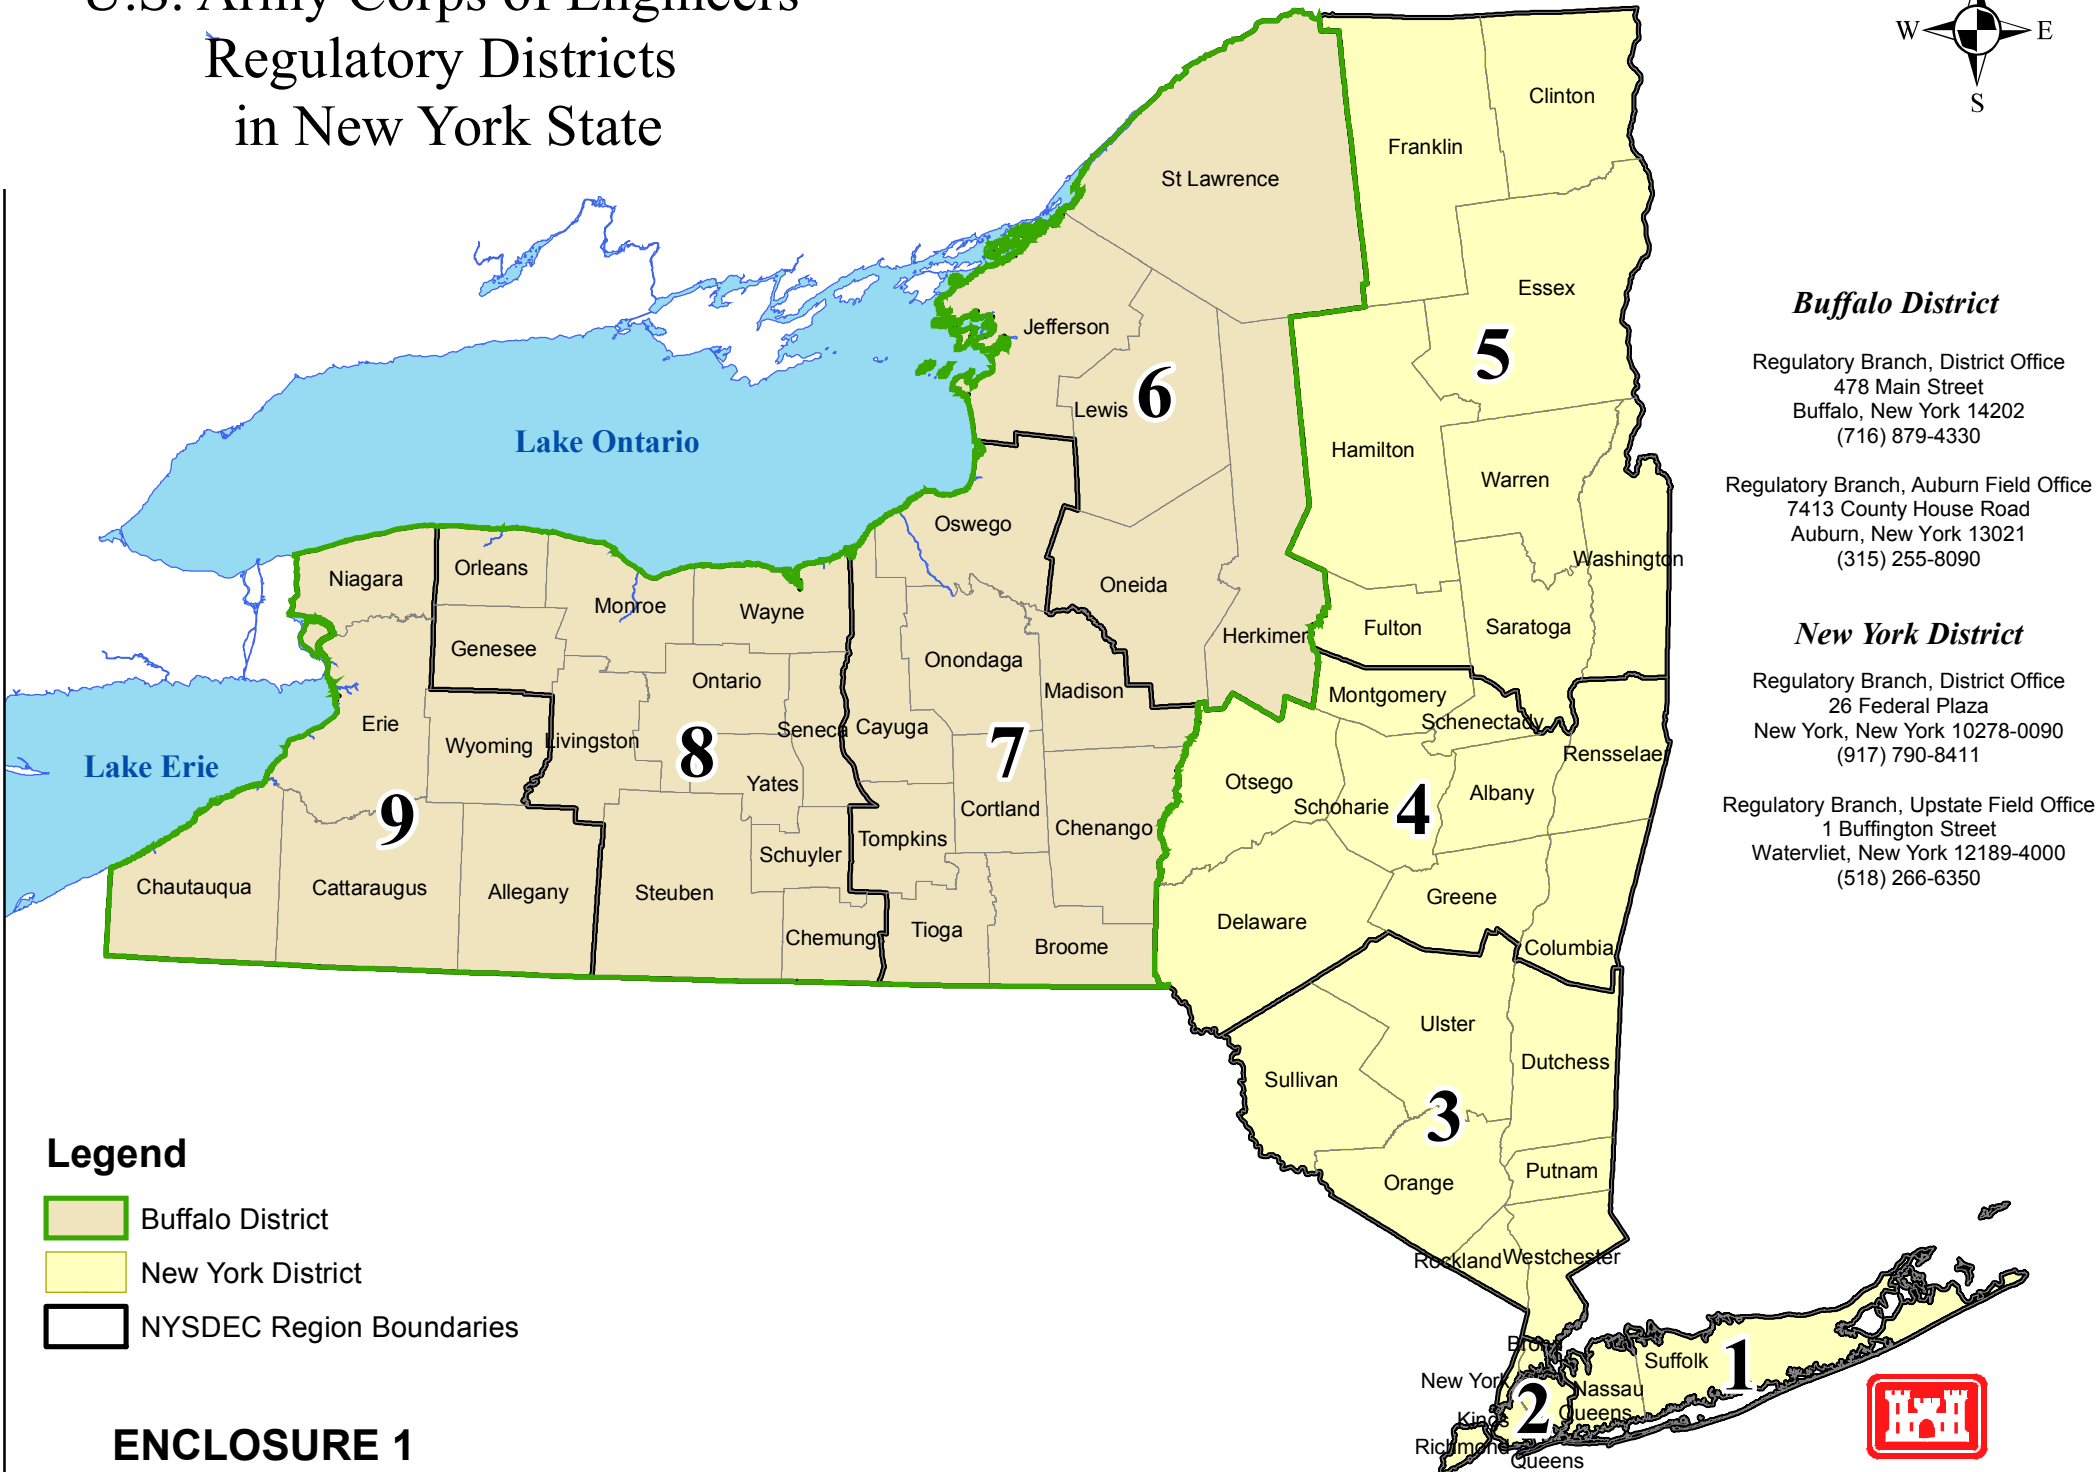 U.S. Army Corps of Engineers
Regulatory Districts
in New York State
W E
S
Clinton
Franklin
St Lawrence
Essex
Jefferson
5
6
Lewis
Lake Ontario
Hamilton
Warren
Oswego
Washington
Niagara
Orleans
Oneida
Monroe
Wayne
Fulton
Saratoga
Herkimer
Genesee
Onondaga
Ontario
Madison
Montgomery
Schenectady
Erie
Seneca
Cayuga
Wyoming
Livingston
8
7
Rensselaer
Lake Erie
Yates
Otsego
Schoharie
4
Albany
Cortland
9
Chenango
Tompkins
Schuyler
Chautauqua
Cattaraugus
Allegany
Steuben
Greene
Delaware
Tioga
Chemung
Broome
Columbia
Ulster
Dutchess
Sullivan
3
Putnam
Orange
Rockland
Westchester
Bronx
Suffolk
1
New York
Nassau
2
Queens
Kings
Richmond
Queens
Buffalo District
Regulatory Branch, District Office
478 Main Street
Buffalo, New York 14202
(716) 879-4330
Regulatory Branch, Auburn Field Office
7413 County House Road
Auburn, New York 13021
(315) 255-8090
New York District
Regulatory Branch, District Office
26 Federal Plaza
New York, New York 10278-0090
(917) 790-8411
Regulatory Branch, Upstate Field Office
1 Buffington Street
Watervliet, New York 12189-4000
(518) 266-6350
Legend
Buffalo District
New York District
NYSDEC Region Boundaries
ENCLOSURE 1